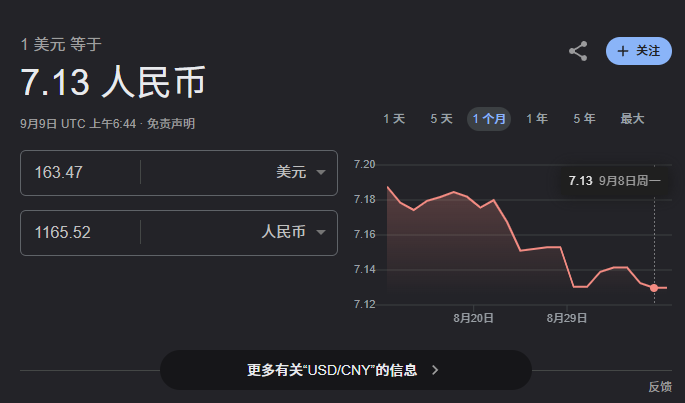 1 美元 等于
7.13 人民币
9月9日 UTC 上午6:44 · 免责声明
+ 关注
163.47 美元
1165.52 人民币
1 天 5 天 1 个月 1 年 5 年 最大
7.13 9月8日周一
7.20
7.18
7.16
7.14
7.12
8月20日 8月29日
更多有关“USD/CNY”的信息
反馈